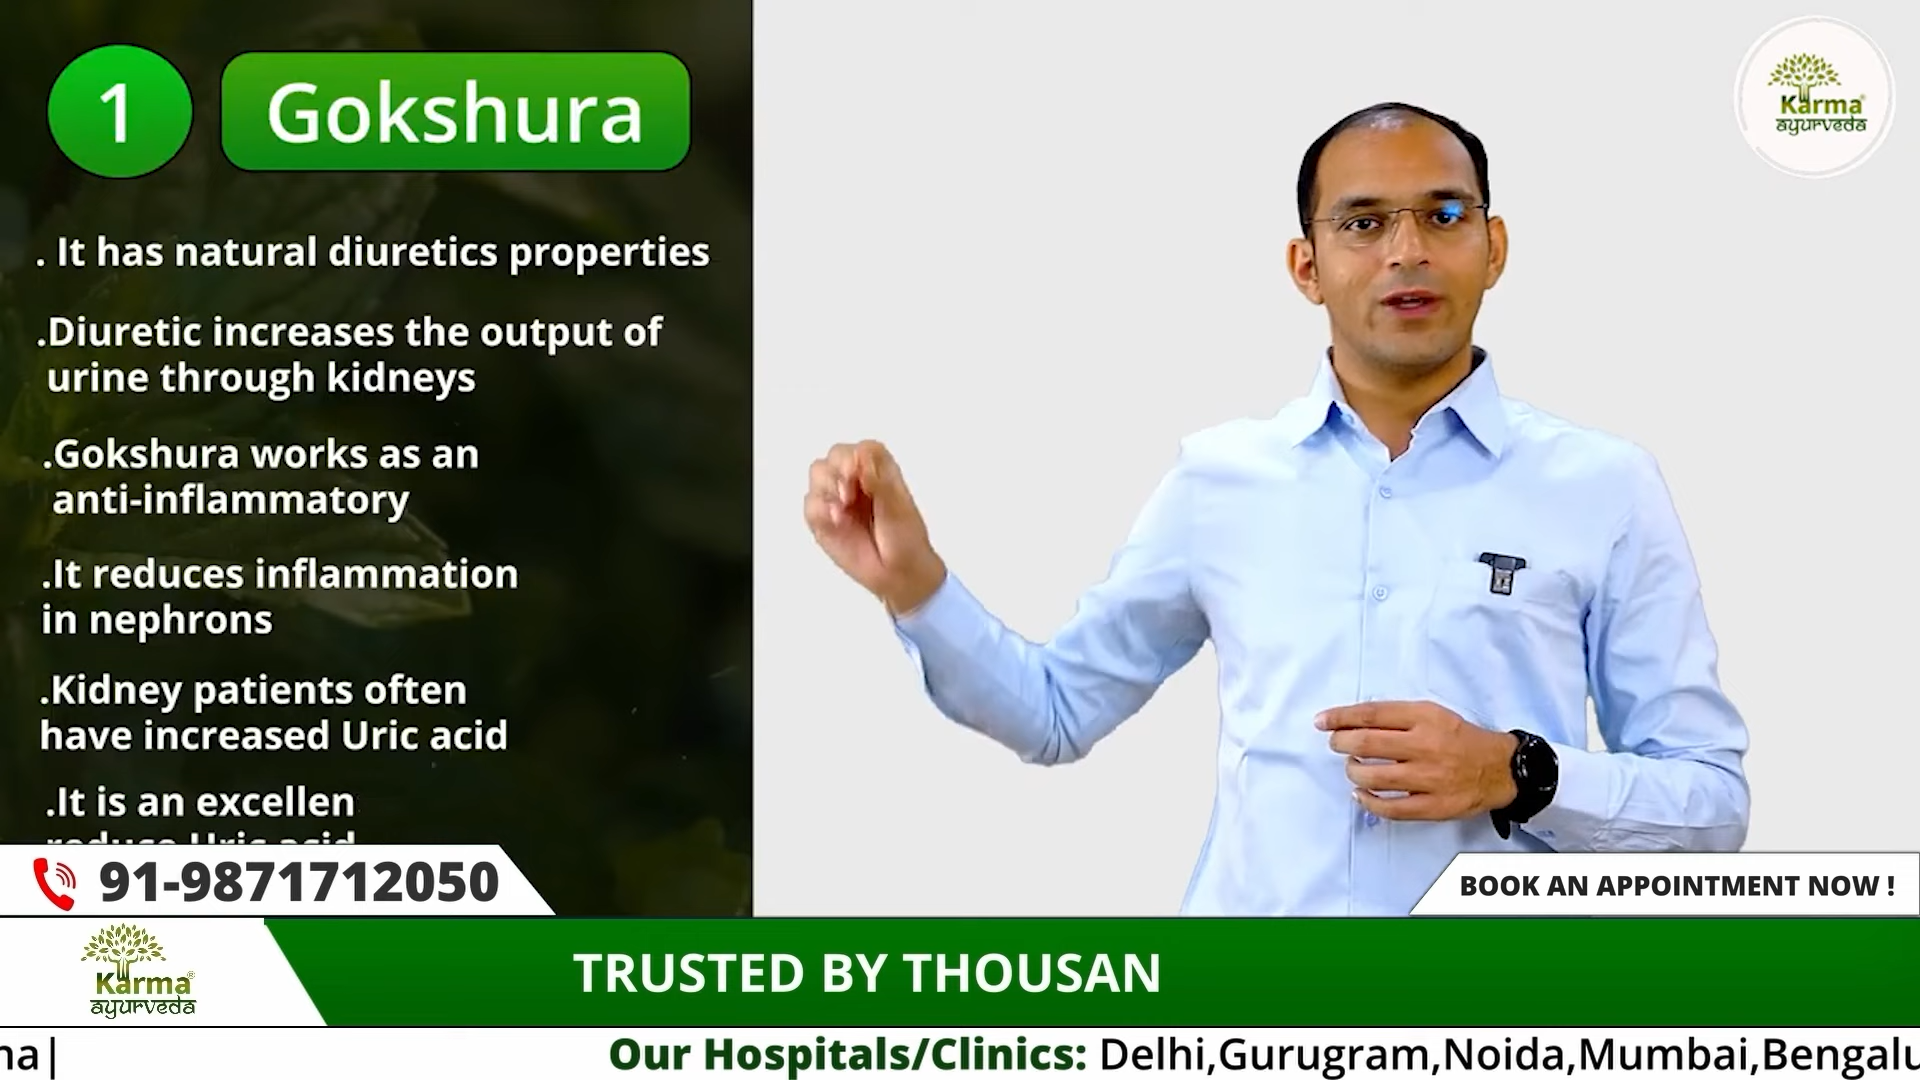 1
Gokshura
. It has natural diuretics properties
.Diuretic increases the output of
urine through kidneys
.Gokshura works as an
anti-inflammatory
.It reduces inflammation
in nephrons
.Kidney patients often
have increased Uric acid
.It is an excellen
reduce Uric acid
Karma®
ayurveda
91-9871712050
BOOK AN APPOINTMENT NOW !
Karma®
ayurveda
TRUSTED BY THOUSAN
na|
Our Hospitals/Clinics: Delhi,Gurugram,Noida,Mumbai,Bengalu